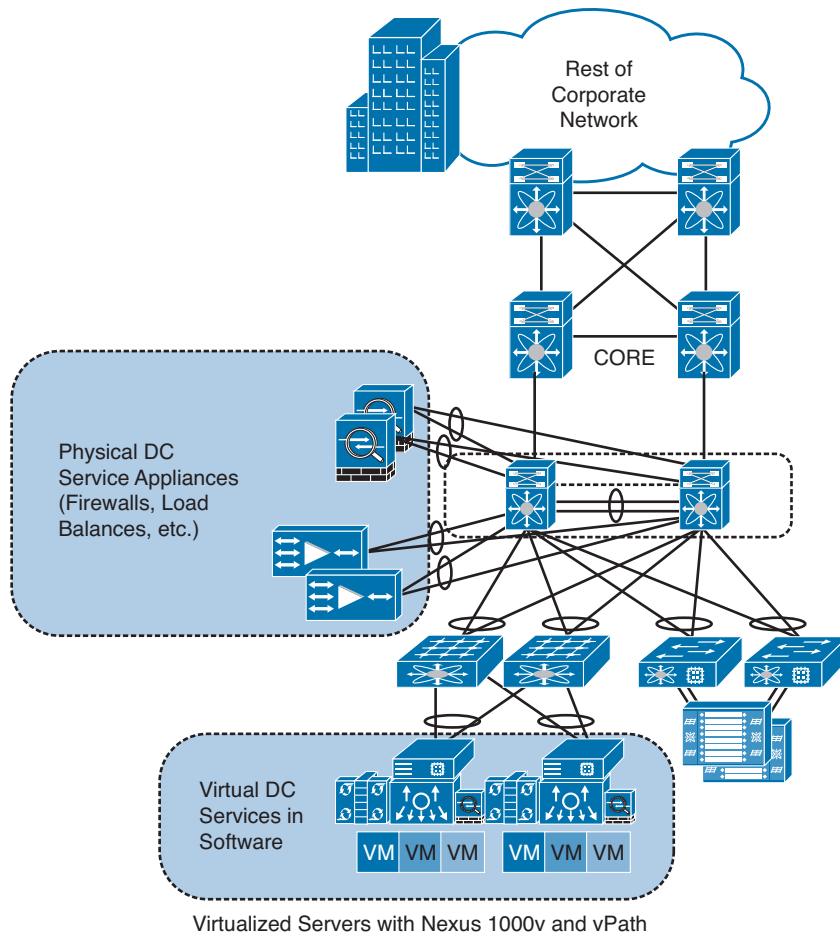 Rest of
Corporate
Network
CORE
Physical DC
Service Appliances
(Firewalls, Load
Balances, etc.)
Virtual DC
Services in
Software
VM VM VM VM VM VM
Virtualized Servers with Nexus 1000v and vPath